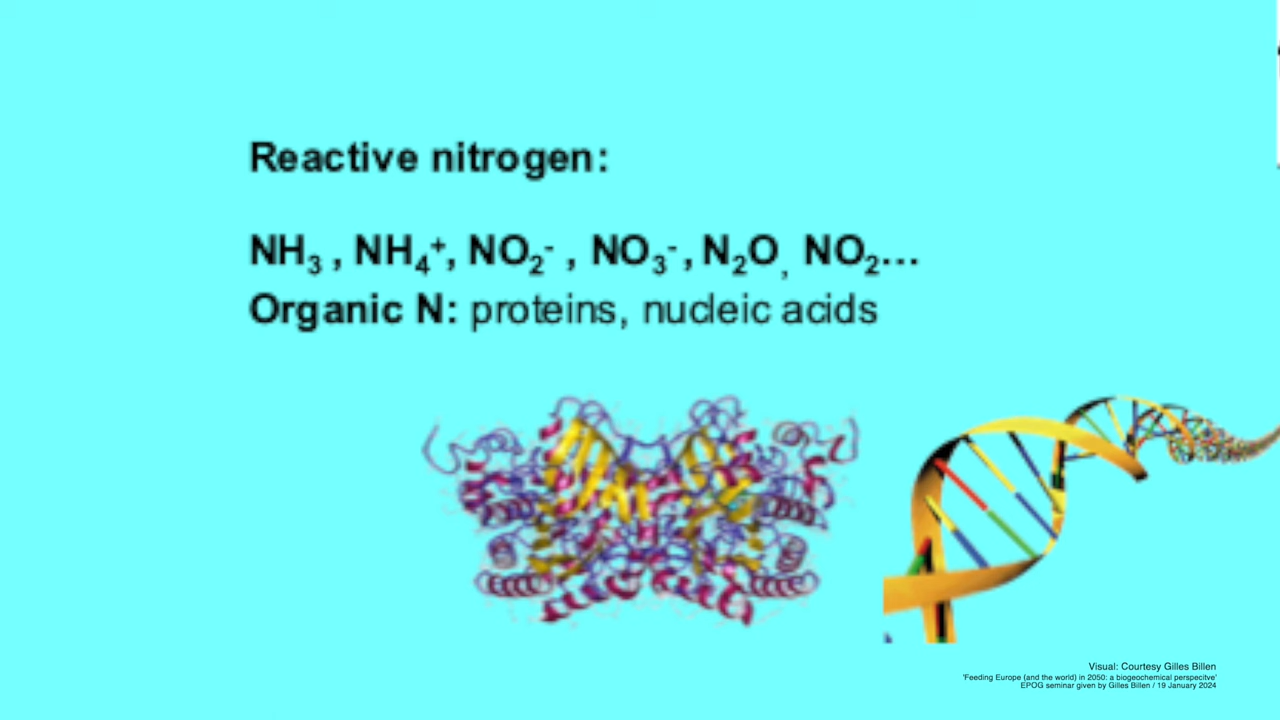 Reactive nitrogen:
NH₃ , NH₄⁺, NO₂⁻ , NO₃⁻, N₂O, NO₂...
Organic N: proteins, nucleic acids
Visual: Courtesy Gilles Billen
'Feeding Europe (and the world) in 2050: a biogeochemical perspecitve'
EPOG seminar given by Gilles Billen / 19 January 2024